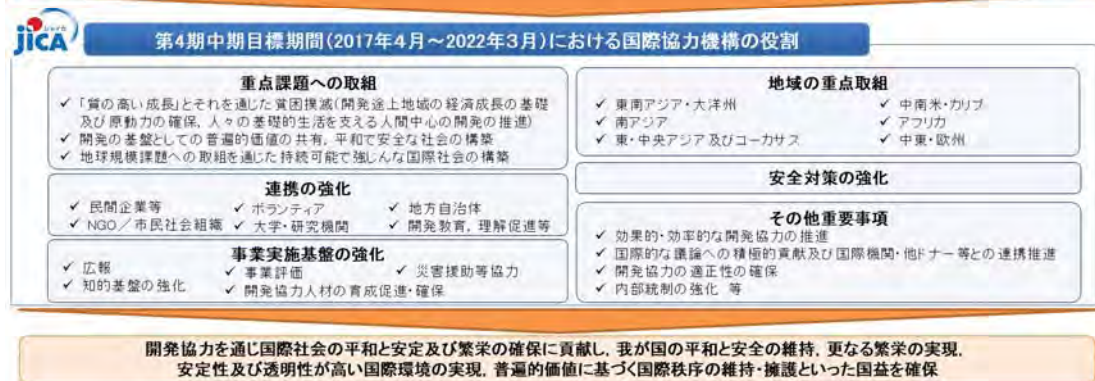 JICA
第4期中期目標期間(2017年4月～2022年3月)における国際協力機構の役割
重点課題への取組
✓ 「質の高い成長」とそれを通じた貧困撲滅(開発途上地域の経済成長の基礎
及び原動力の確保, 人々の基礎的生活を支える人間中心の開発の推進)
✓ 開発の基盤としての普遍的価値の共有, 平和で安全な社会の構築
✓ 地球規模課題への取組を通じた持続可能で強じんな国際社会の構築
連携の強化
✓ 民間企業等 ✓ ボランティア ✓ 地方自治体
✓ NGO／市民社会組織 ✓ 大学・研究機関 ✓ 開発教育, 理解促進等
事業実施基盤の強化
✓ 広報 ✓ 事業評価 ✓ 災害援助等協力
✓ 知的基盤の強化 ✓ 開発協力人材の育成促進・確保
地域の重点取組
✓ 東南アジア・大洋州 ✓ 中南米・カリブ
✓ 南アジア ✓ アフリカ
✓ 東・中央アジア及びコーカサス ✓ 中東・欧州
安全対策の強化
その他重要事項
✓ 効果的・効率的な開発協力の推進
✓ 国際的な議論への積極的貢献及び国際機関・他ドナー等との連携推進
✓ 開発協力の適正性の確保
✓ 内部統制の強化 等
開発協力を通じ国際社会の平和と安定及び繁栄の確保に貢献し, 我が国の平和と安全の維持, 更なる繁栄の実現,
安定性及び透明性が高い国際環境の実現, 普遍的価値に基づく国際秩序の維持・擁護といった国益を確保